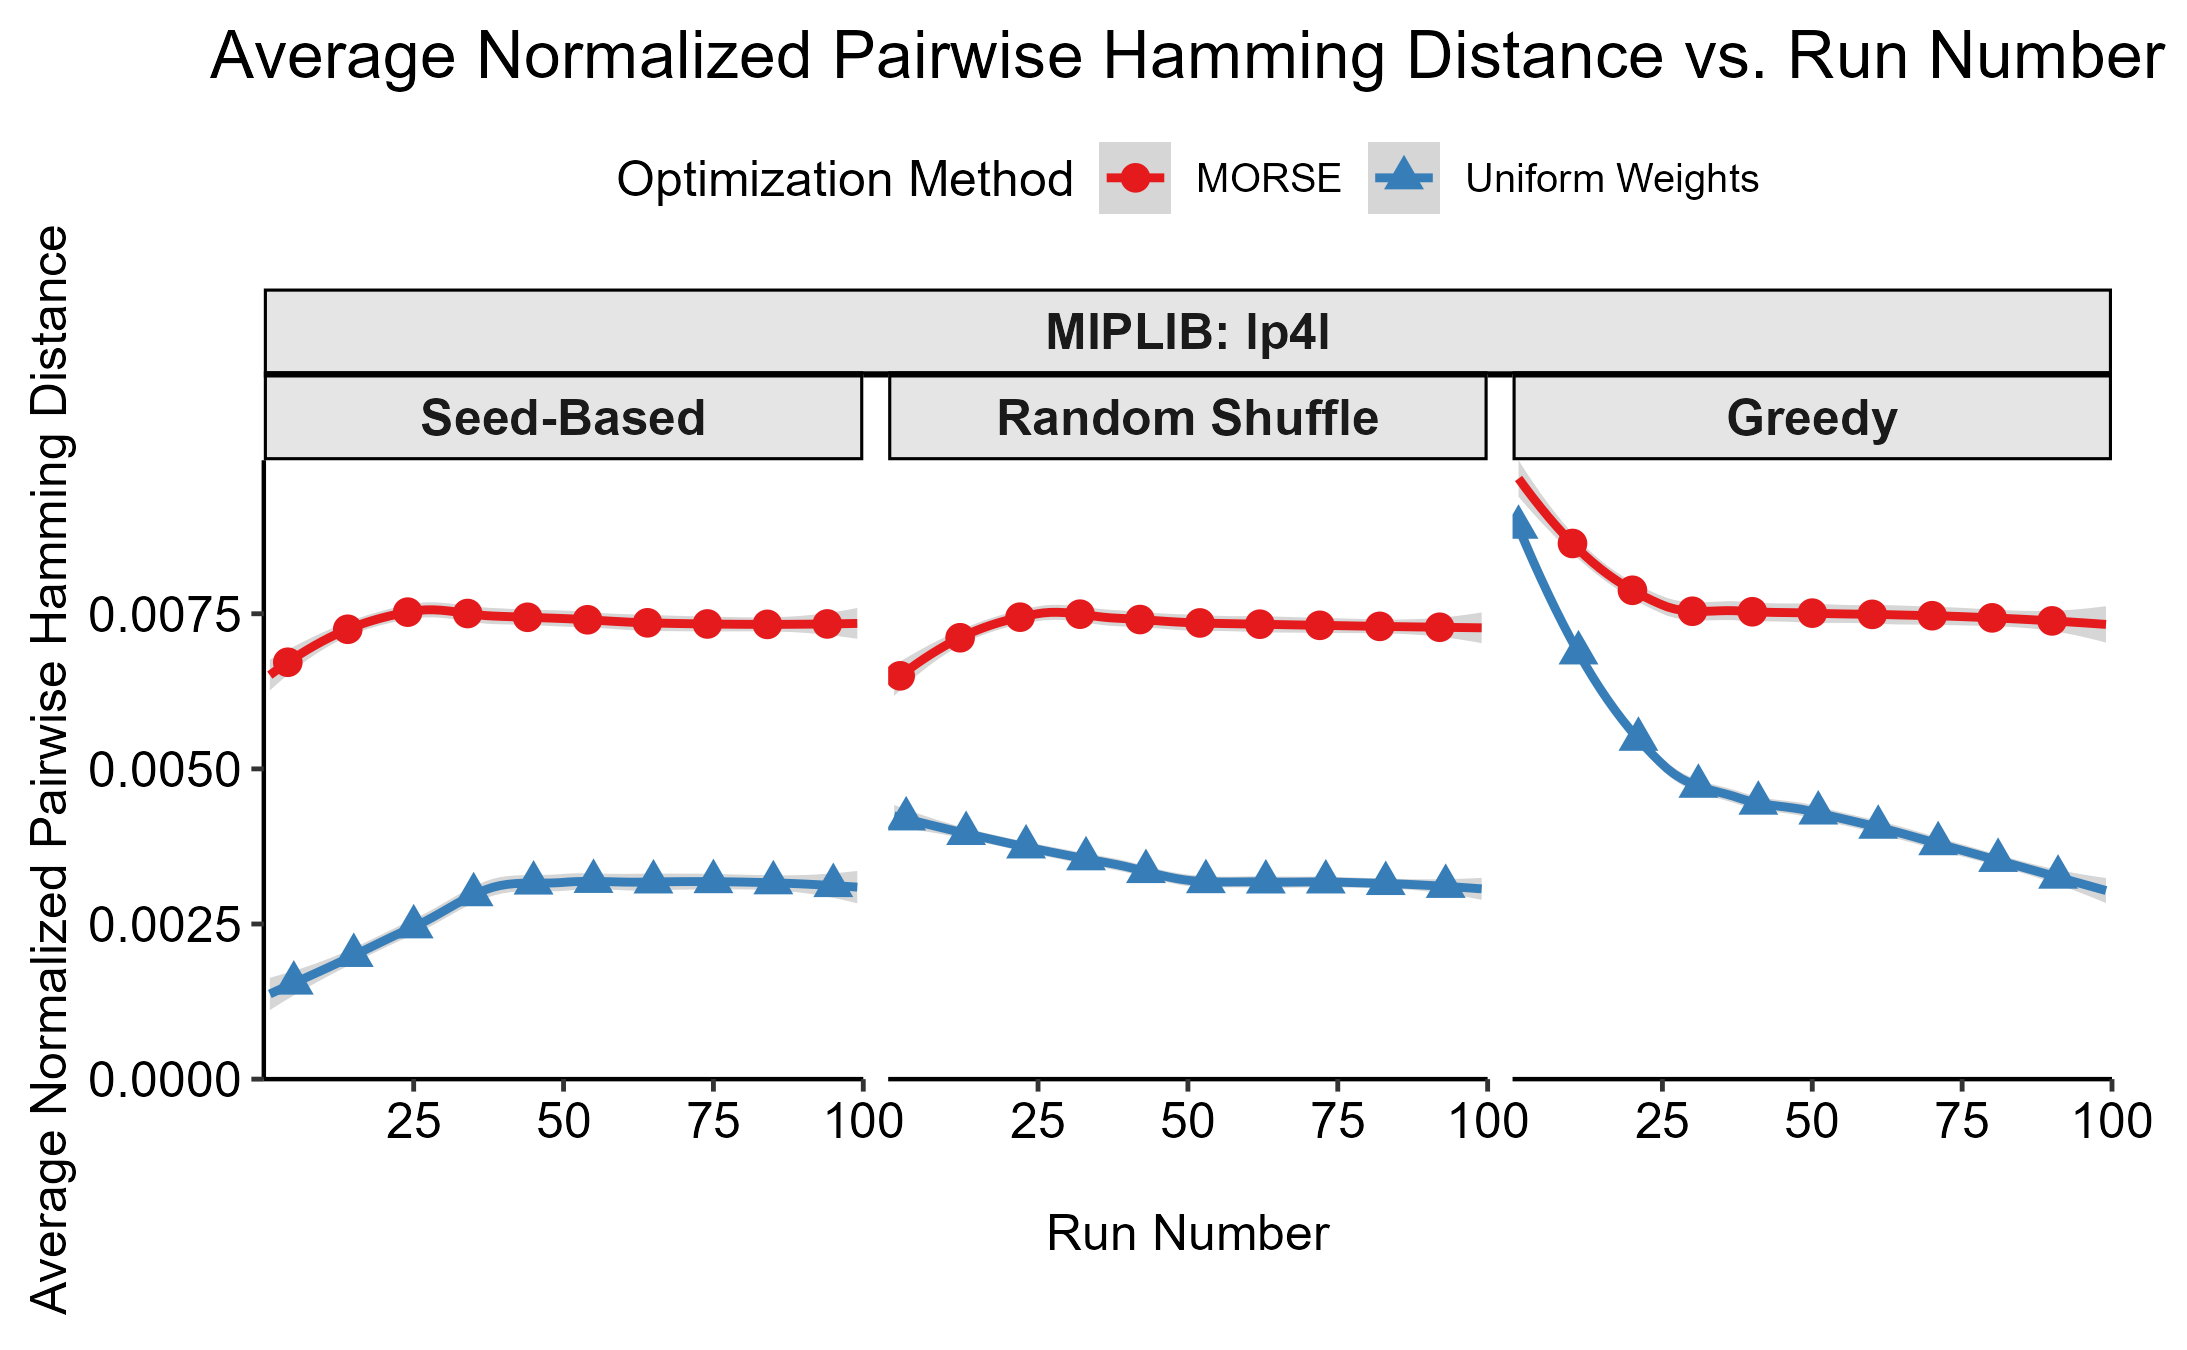 Average Normalized Pairwise Hamming Distance vs. Run Number
Optimization Method MORSE Uniform Weights
MIPLIB: lp4l
Seed-Based Random Shuffle Greedy
Average Normalized Pairwise Hamming Distance
0.0075
0.0050
0.0025
0.0000
25 50 75 100 25 50 75 100 25 50 75 100
Run Number